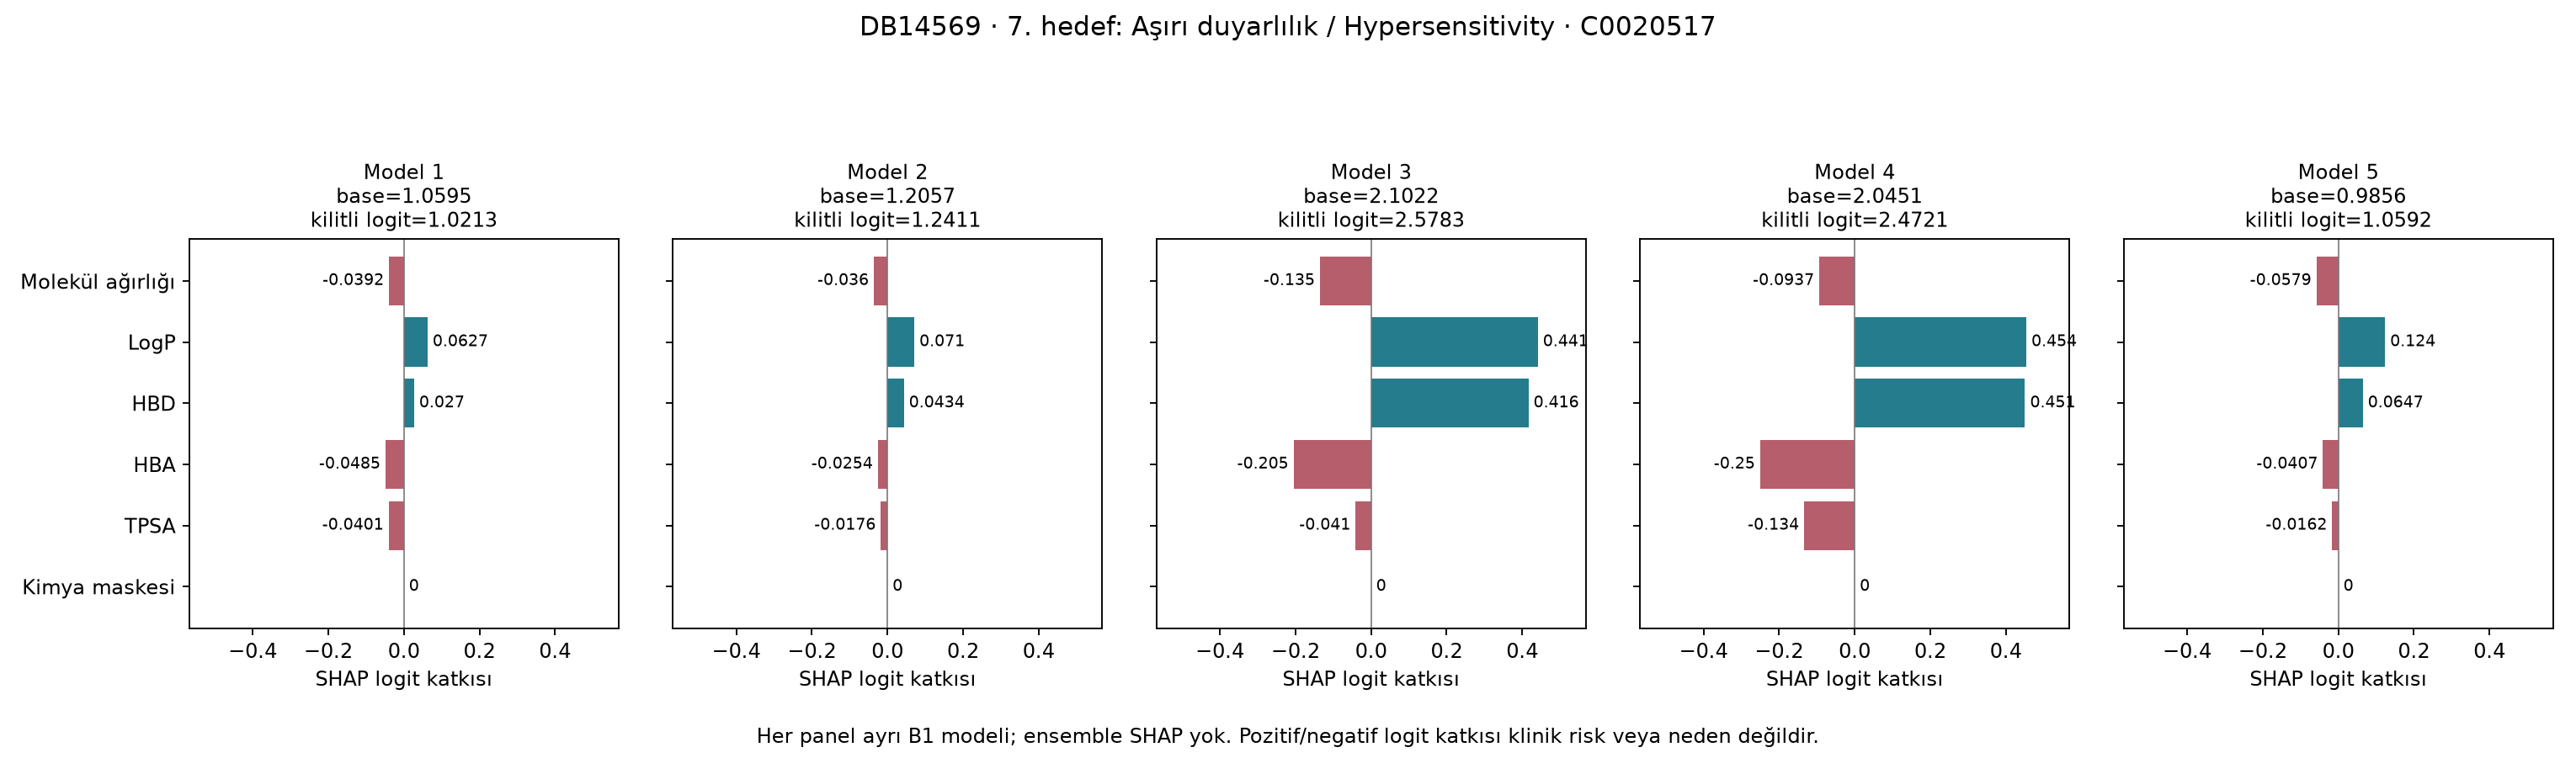 DB14569 · 7. hedef: Aşırı duyarlılık / Hypersensitivity · C0020517
Model 1
base=1.0595
kilitli logit=1.0213
Model 2
base=1.2057
kilitli logit=1.2411
Model 3
base=2.1022
kilitli logit=2.5783
Model 4
base=2.0451
kilitli logit=2.4721
Model 5
base=0.9856
kilitli logit=1.0592
Molekül ağırlığı -0.0392 -0.036 -0.135 -0.0937 -0.0579
LogP 0.0627 0.071 0.441 0.454 0.124
HBD 0.027 0.0434 0.416 0.451 0.0647
HBA -0.0485 -0.0254 -0.205 -0.25 -0.0407
TPSA -0.0401 -0.0176 -0.041 -0.134 -0.0162
Kimya maskesi 0 0 0 0 0
−0.4 −0.2 0.0 0.2 0.4 −0.4 −0.2 0.0 0.2 0.4 −0.4 −0.2 0.0 0.2 0.4 −0.4 −0.2 0.0 0.2 0.4 −0.4 −0.2 0.0 0.2 0.4
SHAP logit katkısı SHAP logit katkısı SHAP logit katkısı SHAP logit katkısı SHAP logit katkısı
Her panel ayrı B1 modeli; ensemble SHAP yok. Pozitif/negatif logit katkısı klinik risk veya neden değildir.